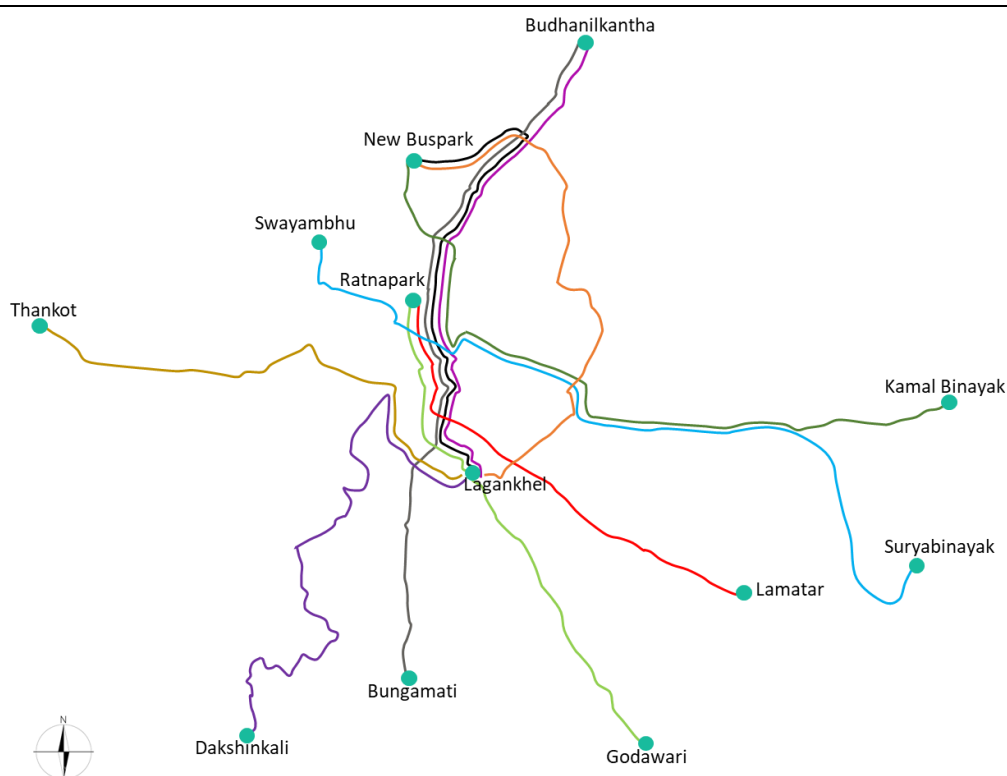 Budhanilkantha
New Buspark
Swayambhu
Ratnapark
Thankot
Kamal Binayak
Lagankhel
Suryabinayak
Lamatar
Bungamati
N
Dakshinkali
Godawari